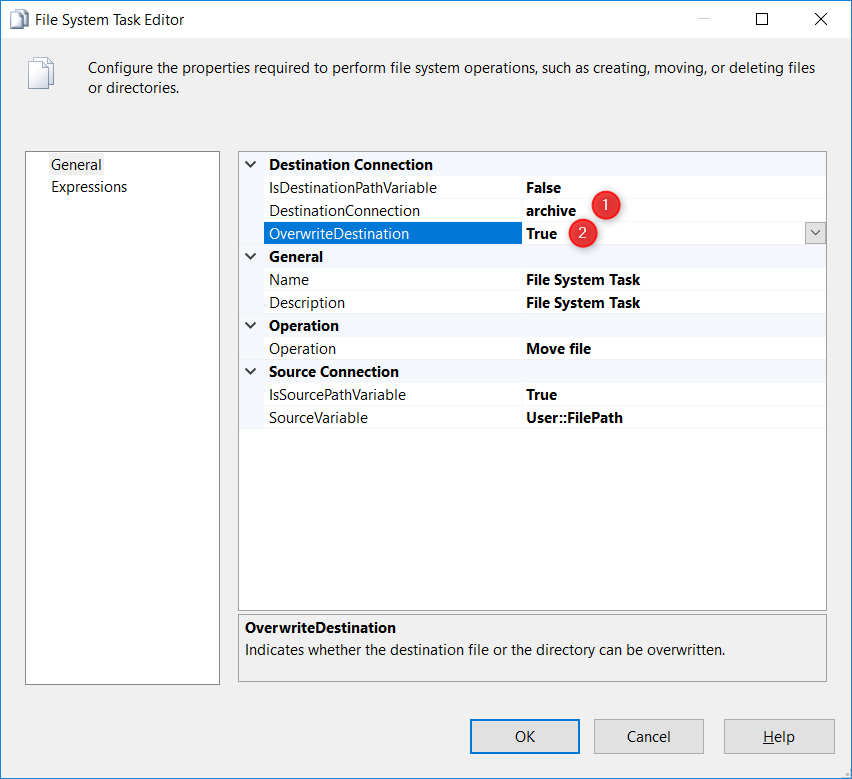 File System Task Editor
Configure the properties required to perform file system operations, such as creating, moving, or deleting files
or directories.
General
Expressions
Destination Connection
IsDestinationPathVariable False
DestinationConnection archive 1
OverwriteDestination True 2
General
Name File System Task
Description File System Task
Operation
Operation Move file
Source Connection
IsSourcePathVariable True
SourceVariable User::FilePath
OverwriteDestination
Indicates whether the destination file or the directory can be overwritten.
OK Cancel Help